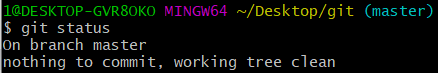 1@DESKTOP-GVR8OKO MINGW64 ~/Desktop/git (master)
$ git status
On branch master
nothing to commit, working tree clean